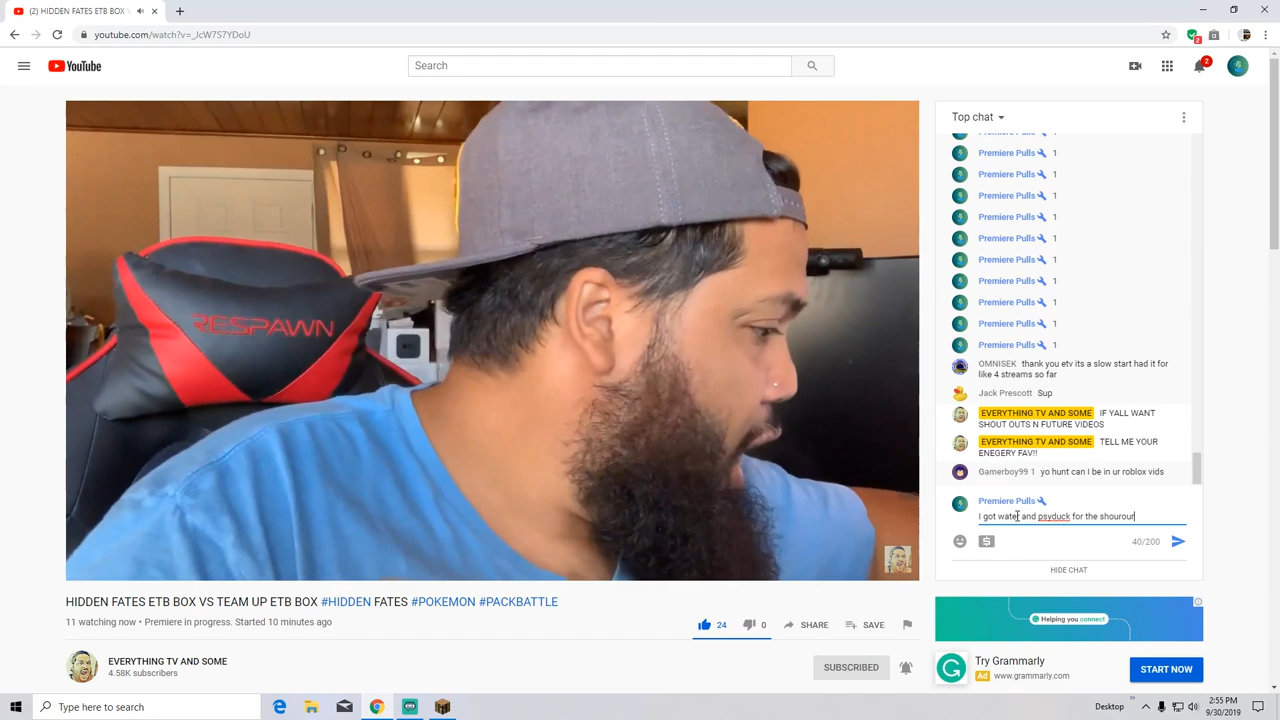 (2) HIDDEN FATES ETB BOX
youtube.com/watch?v=_JcW7S7YDoU
2
YouTube
Search
2
RESPAWN
Top chat
Premiere Pulls 1
Premiere Pulls 1
Premiere Pulls 1
Premiere Pulls 1
Premiere Pulls 1
Premiere Pulls 1
Premiere Pulls 1
Premiere Pulls 1
Premiere Pulls 1
Premiere Pulls 1
Premiere Pulls 1
OMNISEK thank you etv its a slow start had it for
like 4 streams so far
Jack Prescott Sup
EVERYTHING TV AND SOME IF YALL WANT
SHOUT OUTS N FUTURE VIDEOS
EVERYTHING TV AND SOME TELL ME YOUR
ENEGERY FAV!!
Gamerboy99 1 yo hunt can I be in ur roblox vids
Premiere Pulls
I got water and psyduck for the shourour
40/200
HIDE CHAT
HIDDEN FATES ETB BOX VS TEAM UP ETB BOX #HIDDEN FATES #POKEMON #PACKBATTLE
11 watching now • Premiere in progress. Started 10 minutes ago
24 0 SHARE SAVE
EVERYTHING TV AND SOME
4.58K subscribers
SUBSCRIBED
Helping you connect
Try Grammarly
Ad www.grammarly.com
START NOW
Type here to search
Desktop
2:55 PM
9/30/2019